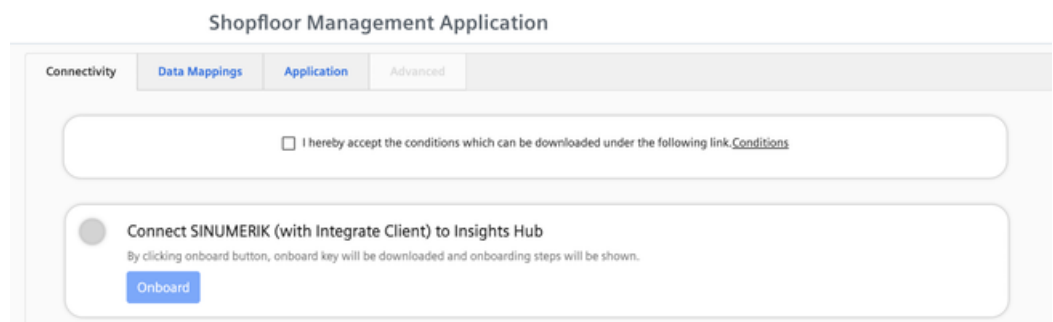 Shopfloor Management Application
Connectivity Data Mappings Application Advanced
I hereby accept the conditions which can be downloaded under the following link.Conditions
Connect SINUMERIK (with Integrate Client) to Insights Hub
By clicking onboard button, onboard key will be downloaded and onboarding steps will be shown.
Onboard